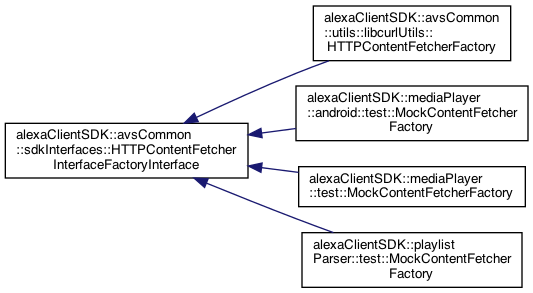 alexaClientSDK::avsCommon
::utils::libcurlUtils::
HTTPContentFetcherFactory
alexaClientSDK::mediaPlayer
::android::test::MockContentFetcher
Factory
alexaClientSDK::avsCommon
::sdkInterfaces::HTTPContentFetcher
InterfaceFactoryInterface
alexaClientSDK::mediaPlayer
::test::MockContentFetcherFactory
alexaClientSDK::playlist
Parser::test::MockContentFetcher
Factory